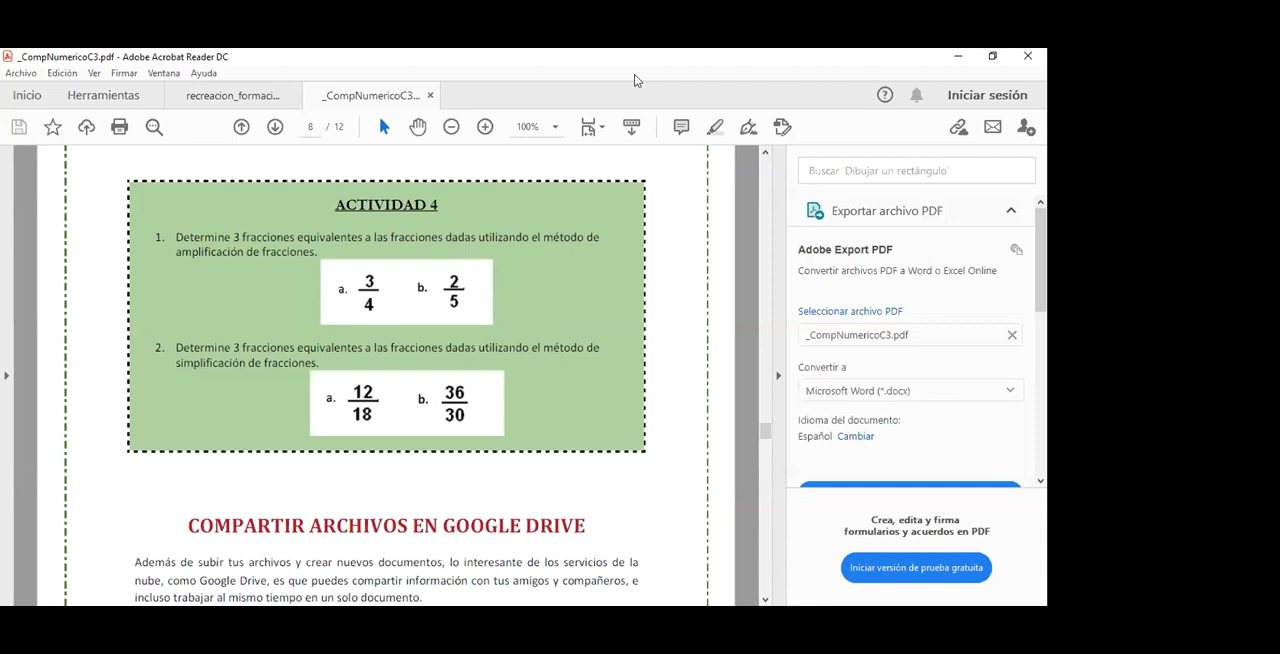 _CompNumericoC3.pdf - Adobe Acrobat Reader DC
Archivo Edición Ver Firmar Ventana Ayuda
Inicio Herramientas recreacion_formaci... _CompNumericoC3... × Iniciar sesión
8 / 12 100%
ACTIVIDAD 4
1. Determine 3 fracciones equivalentes a las fracciones dadas utilizando el método de
amplificación de fracciones.
a. 3/4 b. 2/5
2. Determine 3 fracciones equivalentes a las fracciones dadas utilizando el método de
simplificación de fracciones.
a. 12/18 b. 36/30
COMPARTIR ARCHIVOS EN GOOGLE DRIVE
Además de subir tus archivos y crear nuevos documentos, lo interesante de los servicios de la
nube, como Google Drive, es que puedes compartir información con tus amigos y compañeros, e
incluso trabajar al mismo tiempo en un solo documento.
Buscar 'Dibujar un rectángulo'
Exportar archivo PDF
Adobe Export PDF
Convertir archivos PDF a Word o Excel Online
Seleccionar archivo PDF
_CompNumericoC3.pdf
Convertir a
Microsoft Word (*.docx)
Idioma del documento:
Español Cambiar
Crea, edita y firma
formularios y acuerdos en PDF
Iniciar versión de prueba gratuita